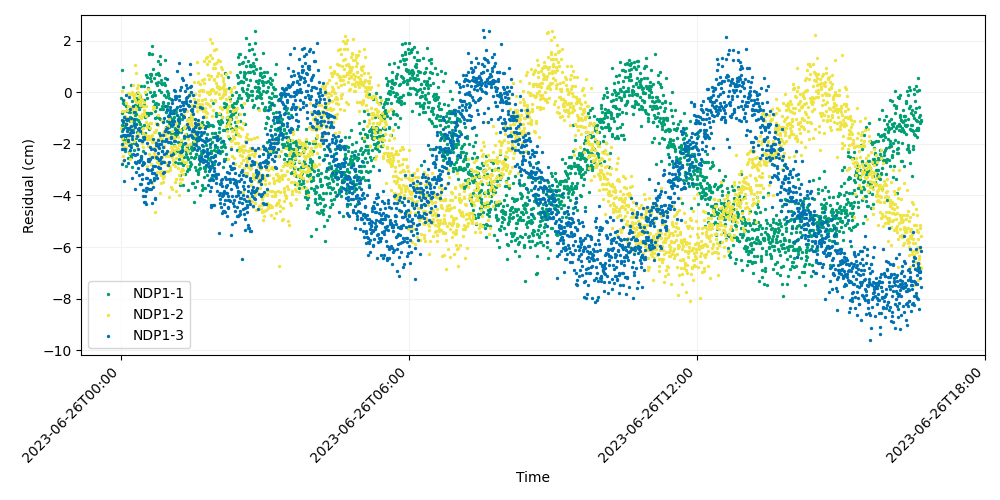 2
0
−2
−4
−6
−8
−10
Residual (cm)
NDP1-1
NDP1-2
NDP1-3
2023-06-26T00:00
2023-06-26T06:00
2023-06-26T12:00
2023-06-26T18:00
Time